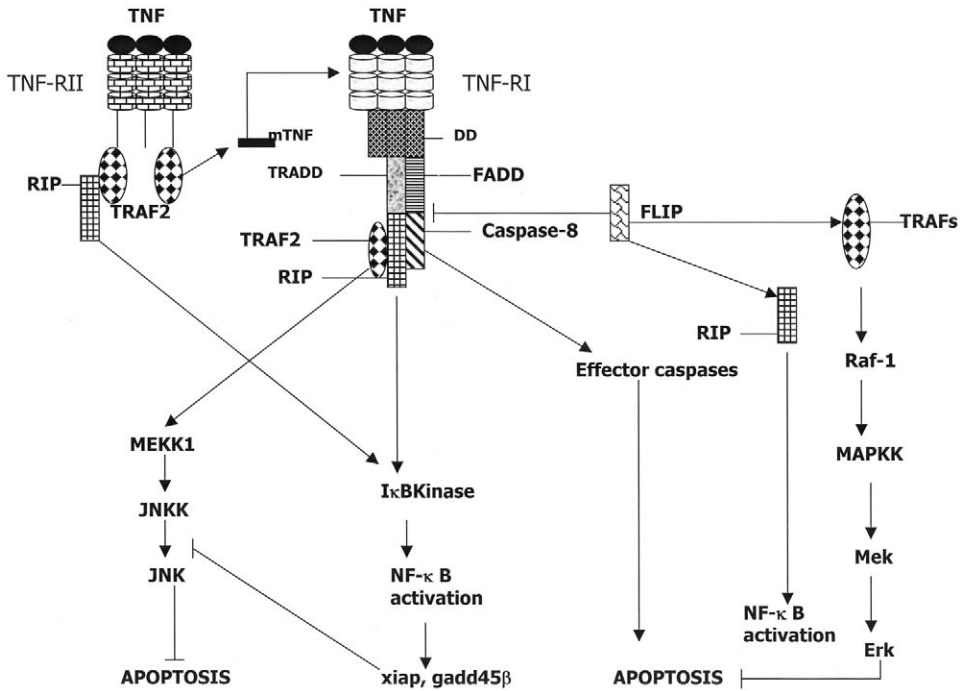 TNF
TNF
TNF-RII
TNF-RI
mTNF
DD
TRADD
FADD
RIP
TRAF2
FLIP
TRAFs
Caspase-8
TRAF2
RIP
RIP
Raf-1
Effector caspases
MEKK1
MAPKK
IκBKinase
JNKK
Mek
JNK
NF-κ B
activation
NF-κ B
activation
Erk
APOPTOSIS
xiap, gadd45β
APOPTOSIS